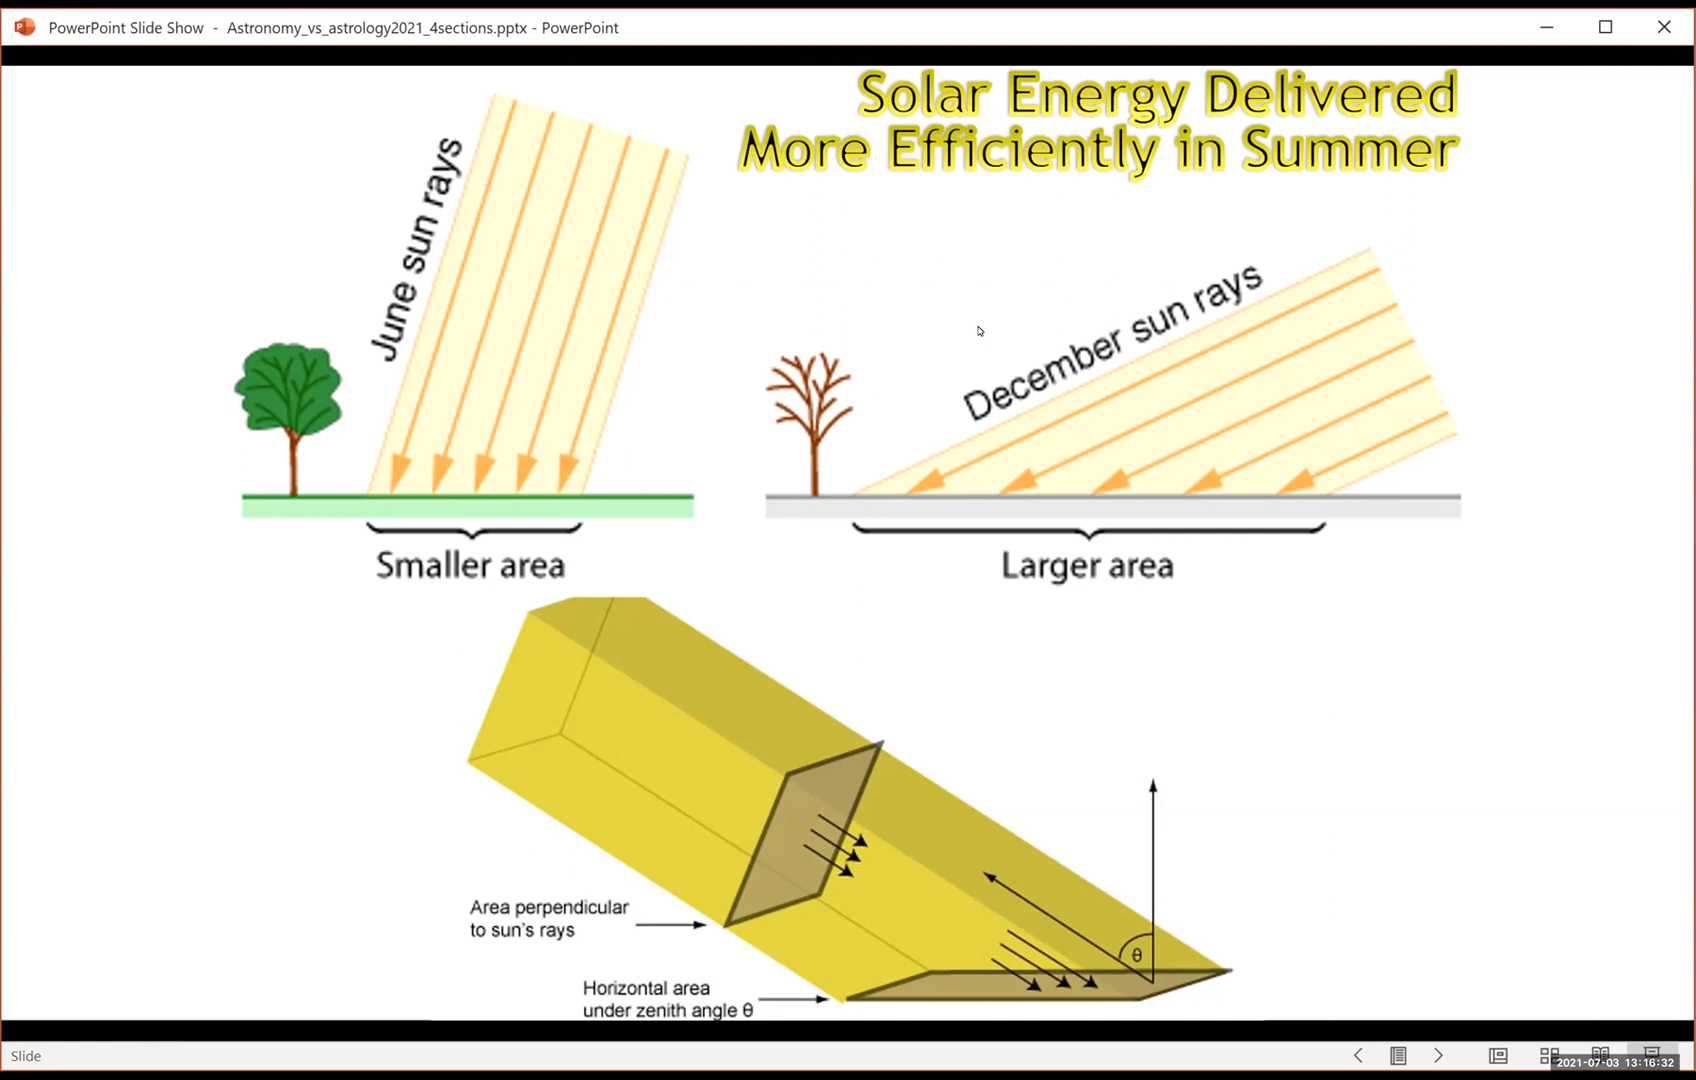 PowerPoint Slide Show - Astronomy_vs_astrology2021_4sections.pptx - PowerPoint
Solar Energy Delivered
More Efficiently in Summer
June sun rays
December sun rays
Smaller area
Larger area
Area perpendicular
to sun's rays
θ
Horizontal area
under zenith angle θ
Slide
2021-07-03 13:16:32